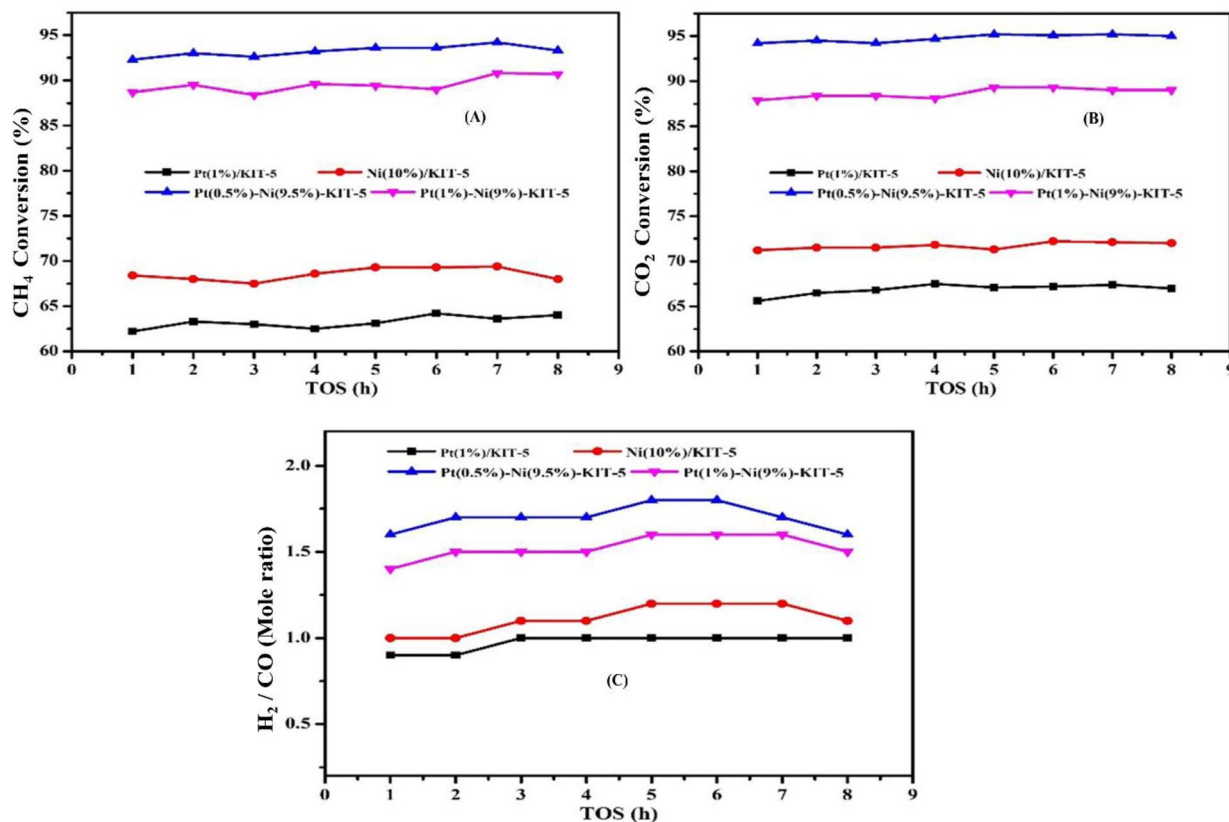 95
90
85
80
75
70
65
60
CH₄ Conversion (%)
(A)
Pt(1%)/KIT-5 Ni(10%)/KIT-5
Pt(0.5%)-Ni(9.5%)-KIT-5 Pt(1%)-Ni(9%)-KIT-5
0 1 2 3 4 5 6 7 8 9
TOS (h)
95
90
85
80
75
70
65
60
CO₂ Conversion (%)
(B)
Pt(1%)/KIT-5 Ni(10%)/KIT-5
Pt(0.5%)-Ni(9.5%)-KIT-5 Pt(1%)-Ni(9%)-KIT-5
0 1 2 3 4 5 6 7 8 9
TOS (h)
Pt(1%)/KIT-5 Ni(10%)/KIT-5
Pt(0.5%)-Ni(9.5%)-KIT-5 Pt(1%)-Ni(9%)-KIT-5
2.0
1.5
1.0
0.5
H₂ / CO (Mole ratio)
(C)
0 1 2 3 4 5 6 7 8 9
TOS (h)